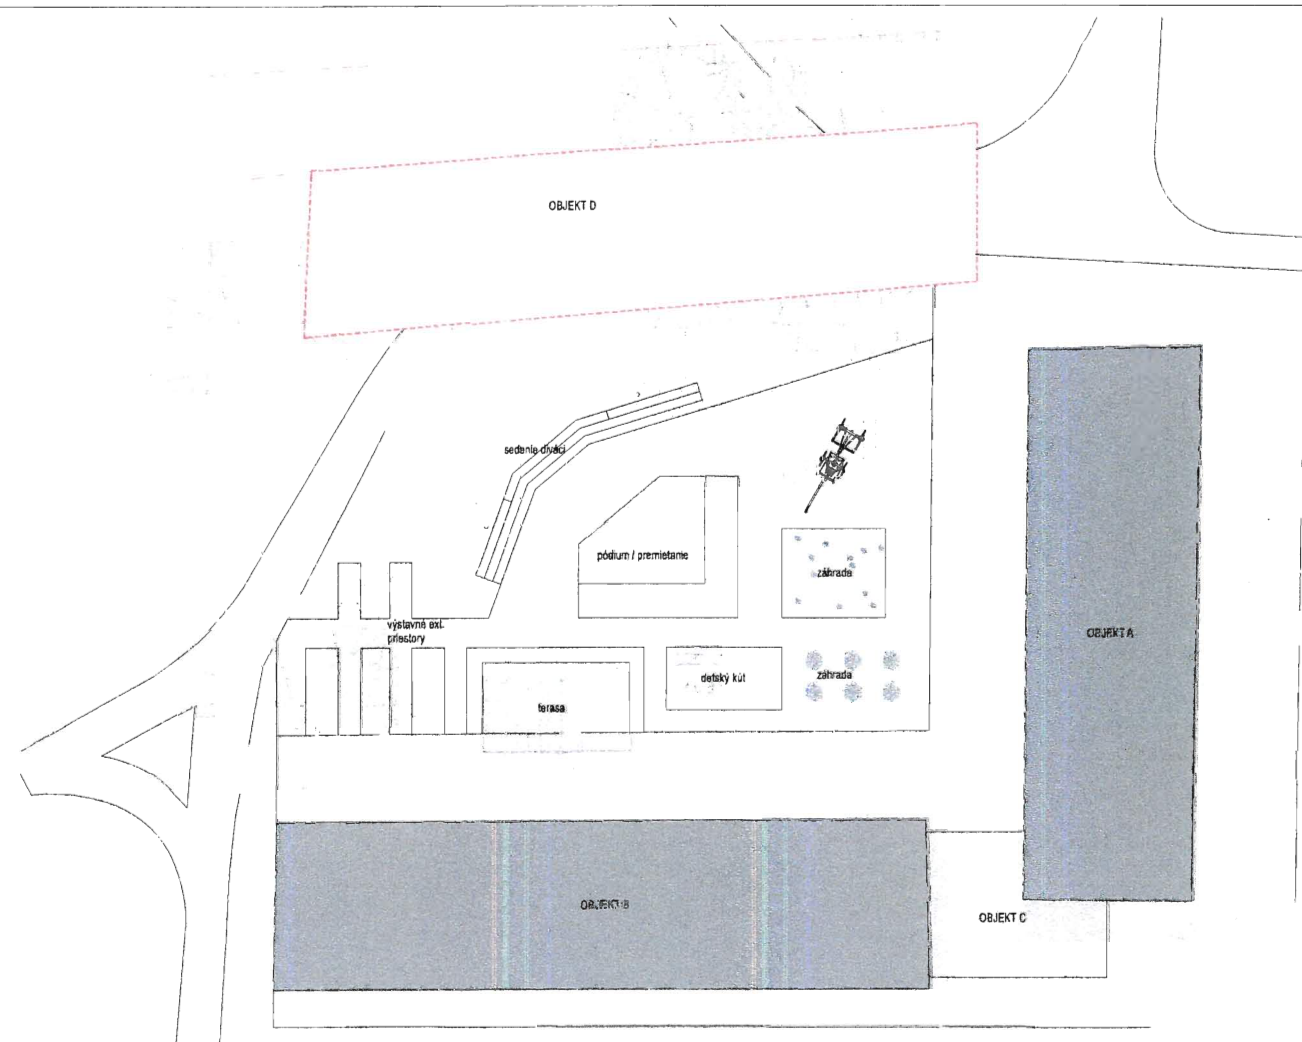 OBJEKT D
sedenie diváci
pódium / premietanie
záhrada
výstavné ext.
priestory
OBJEKT A
detský kút
záhrada
terasa
OBJEKT B
OBJEKT C